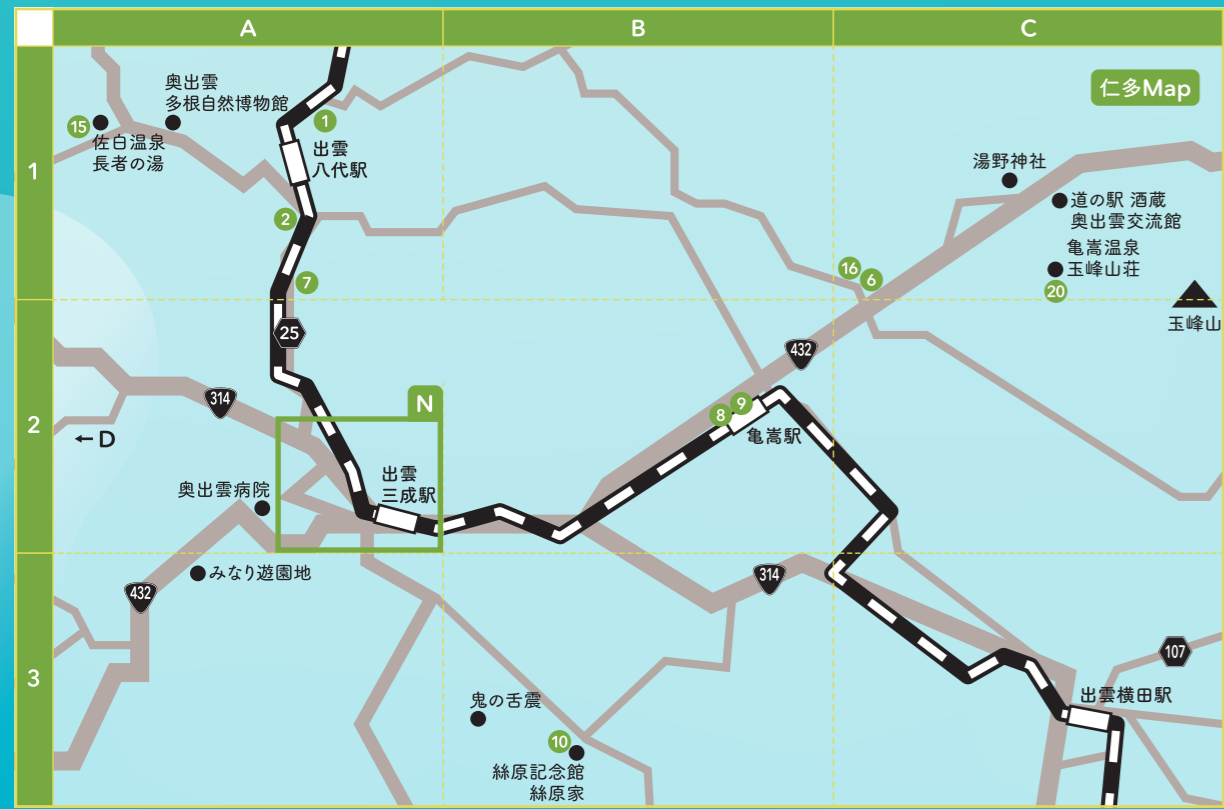 A
B
C
仁多Map
1
奥出雲
多根自然博物館
15
佐白温泉
長者の湯
1
出雲
八代駅
2
7
湯野神社
道の駅 酒蔵
奥出雲交流館
亀嵩温泉
玉峰山荘
20
16
6
玉峰山
2
25
314
N
←D
432
8
9
亀嵩駅
出雲
三成駅
奥出雲病院
3
みなり遊園地
432
314
107
出雲横田駅
鬼の舌震
10
絲原記念館
絲原家